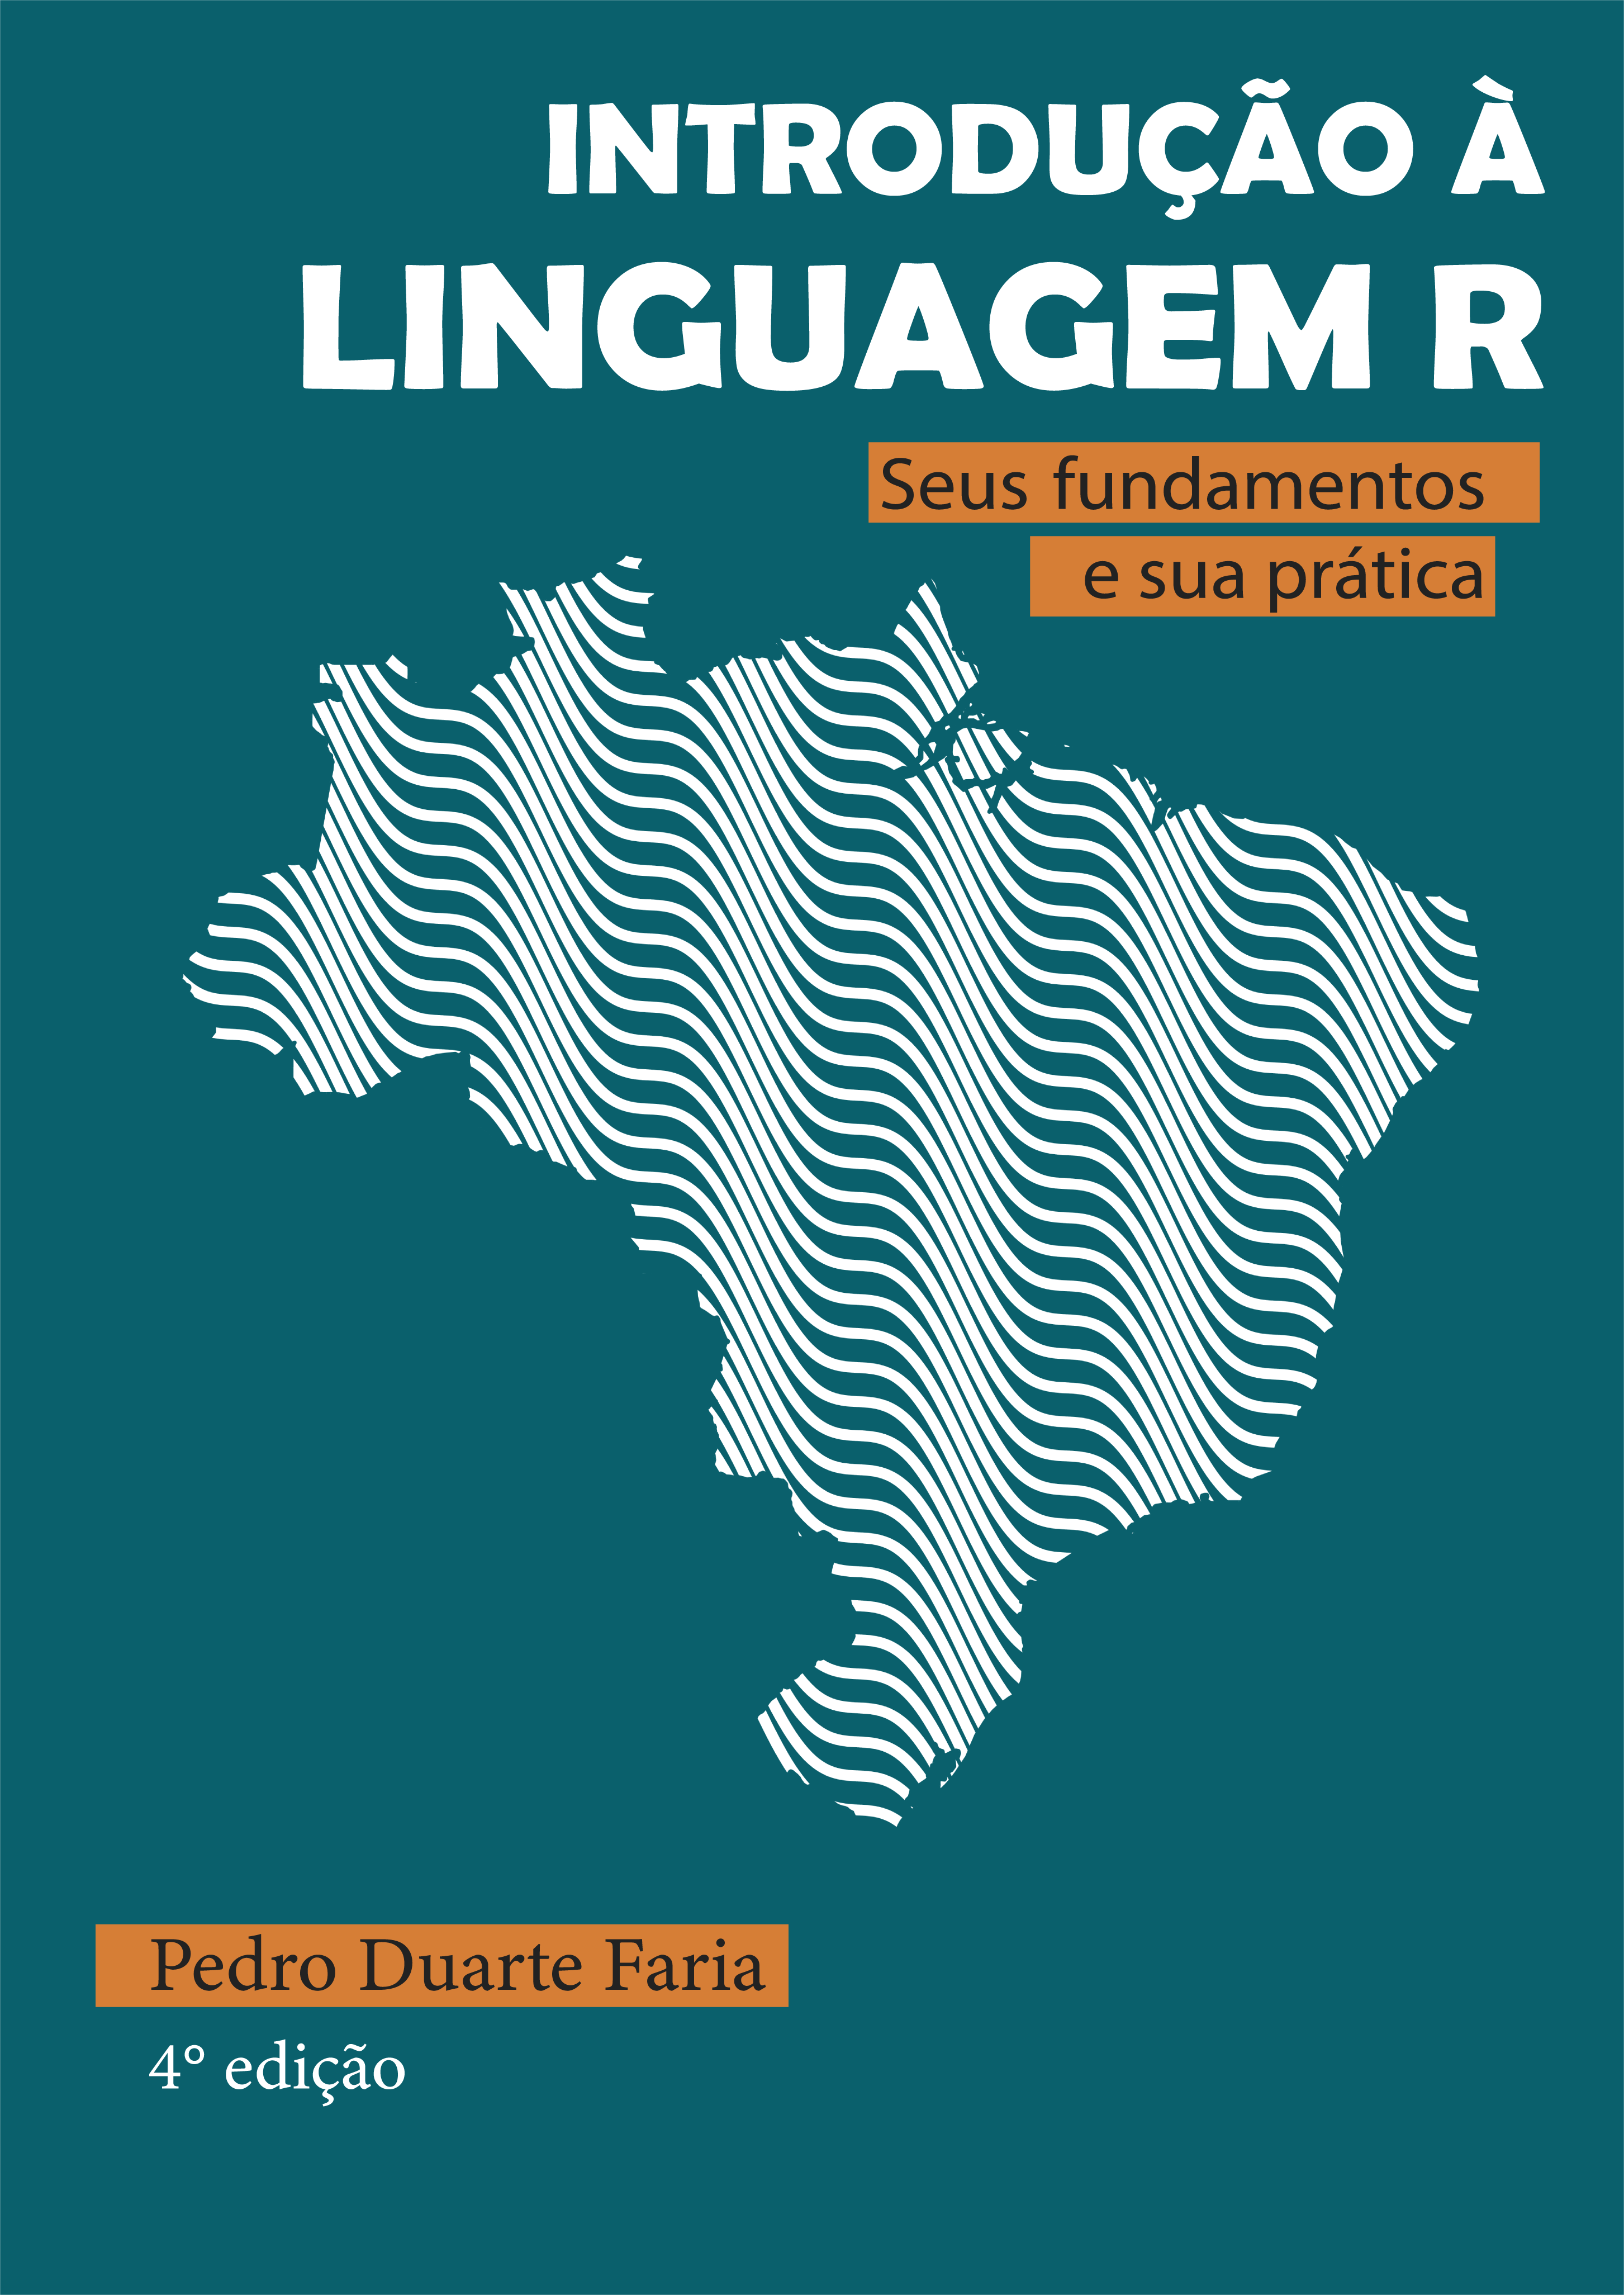 INTRODUÇÃO À
LINGUAGEM R
Seus fundamentos
e sua prática
Pedro Duarte Faria
4° edição